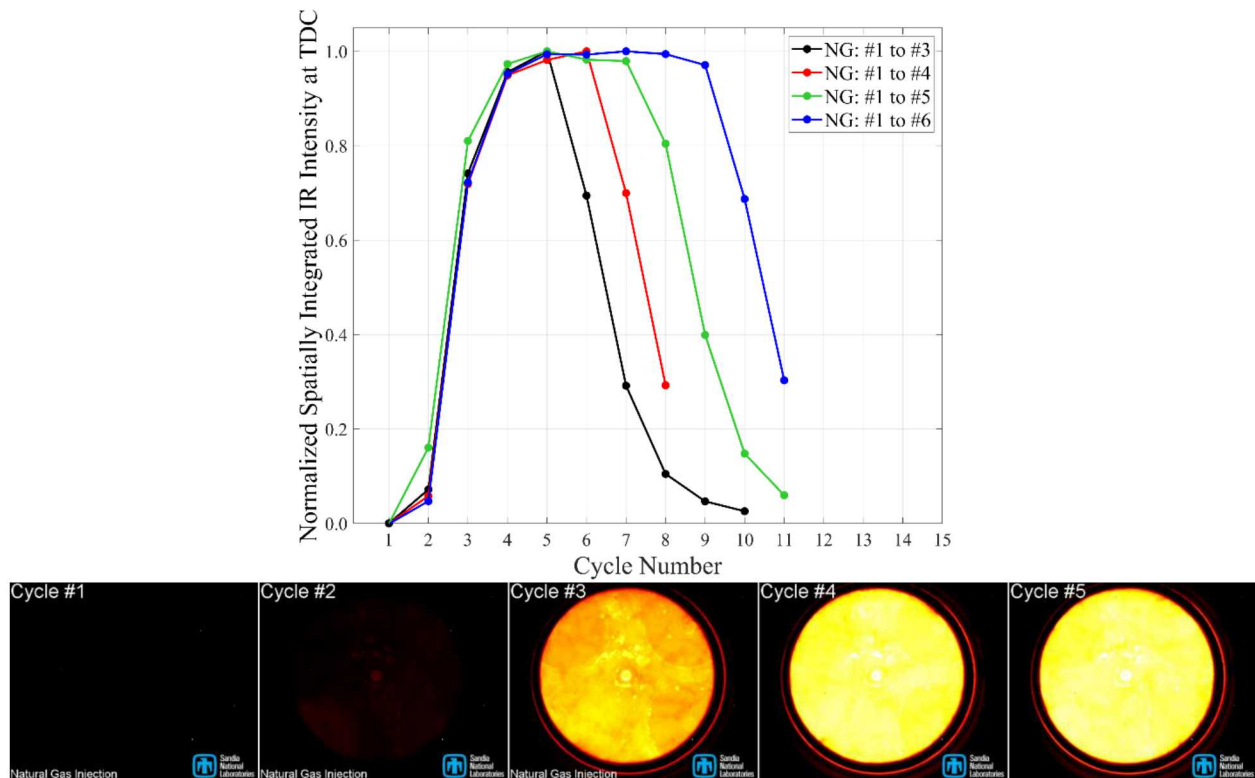 Normalized Spatially Integrated IR Intensity at TDC
1.0
0.8
0.6
0.4
0.2
0.0
NG: #1 to #3
NG: #1 to #4
NG: #1 to #5
NG: #1 to #6
1 2 3 4 5 6 7 8 9 10 11 12 13 14 15
Cycle Number
Cycle #1
Natural Gas Injection
Sandia
National
Laboratories
Cycle #2
Natural Gas Injection
Sandia
National
Laboratories
Cycle #3
Natural Gas Injection
Sandia
National
Laboratories
Cycle #4
Sandia
National
Laboratories
Cycle #5
Sandia
National
Laboratories